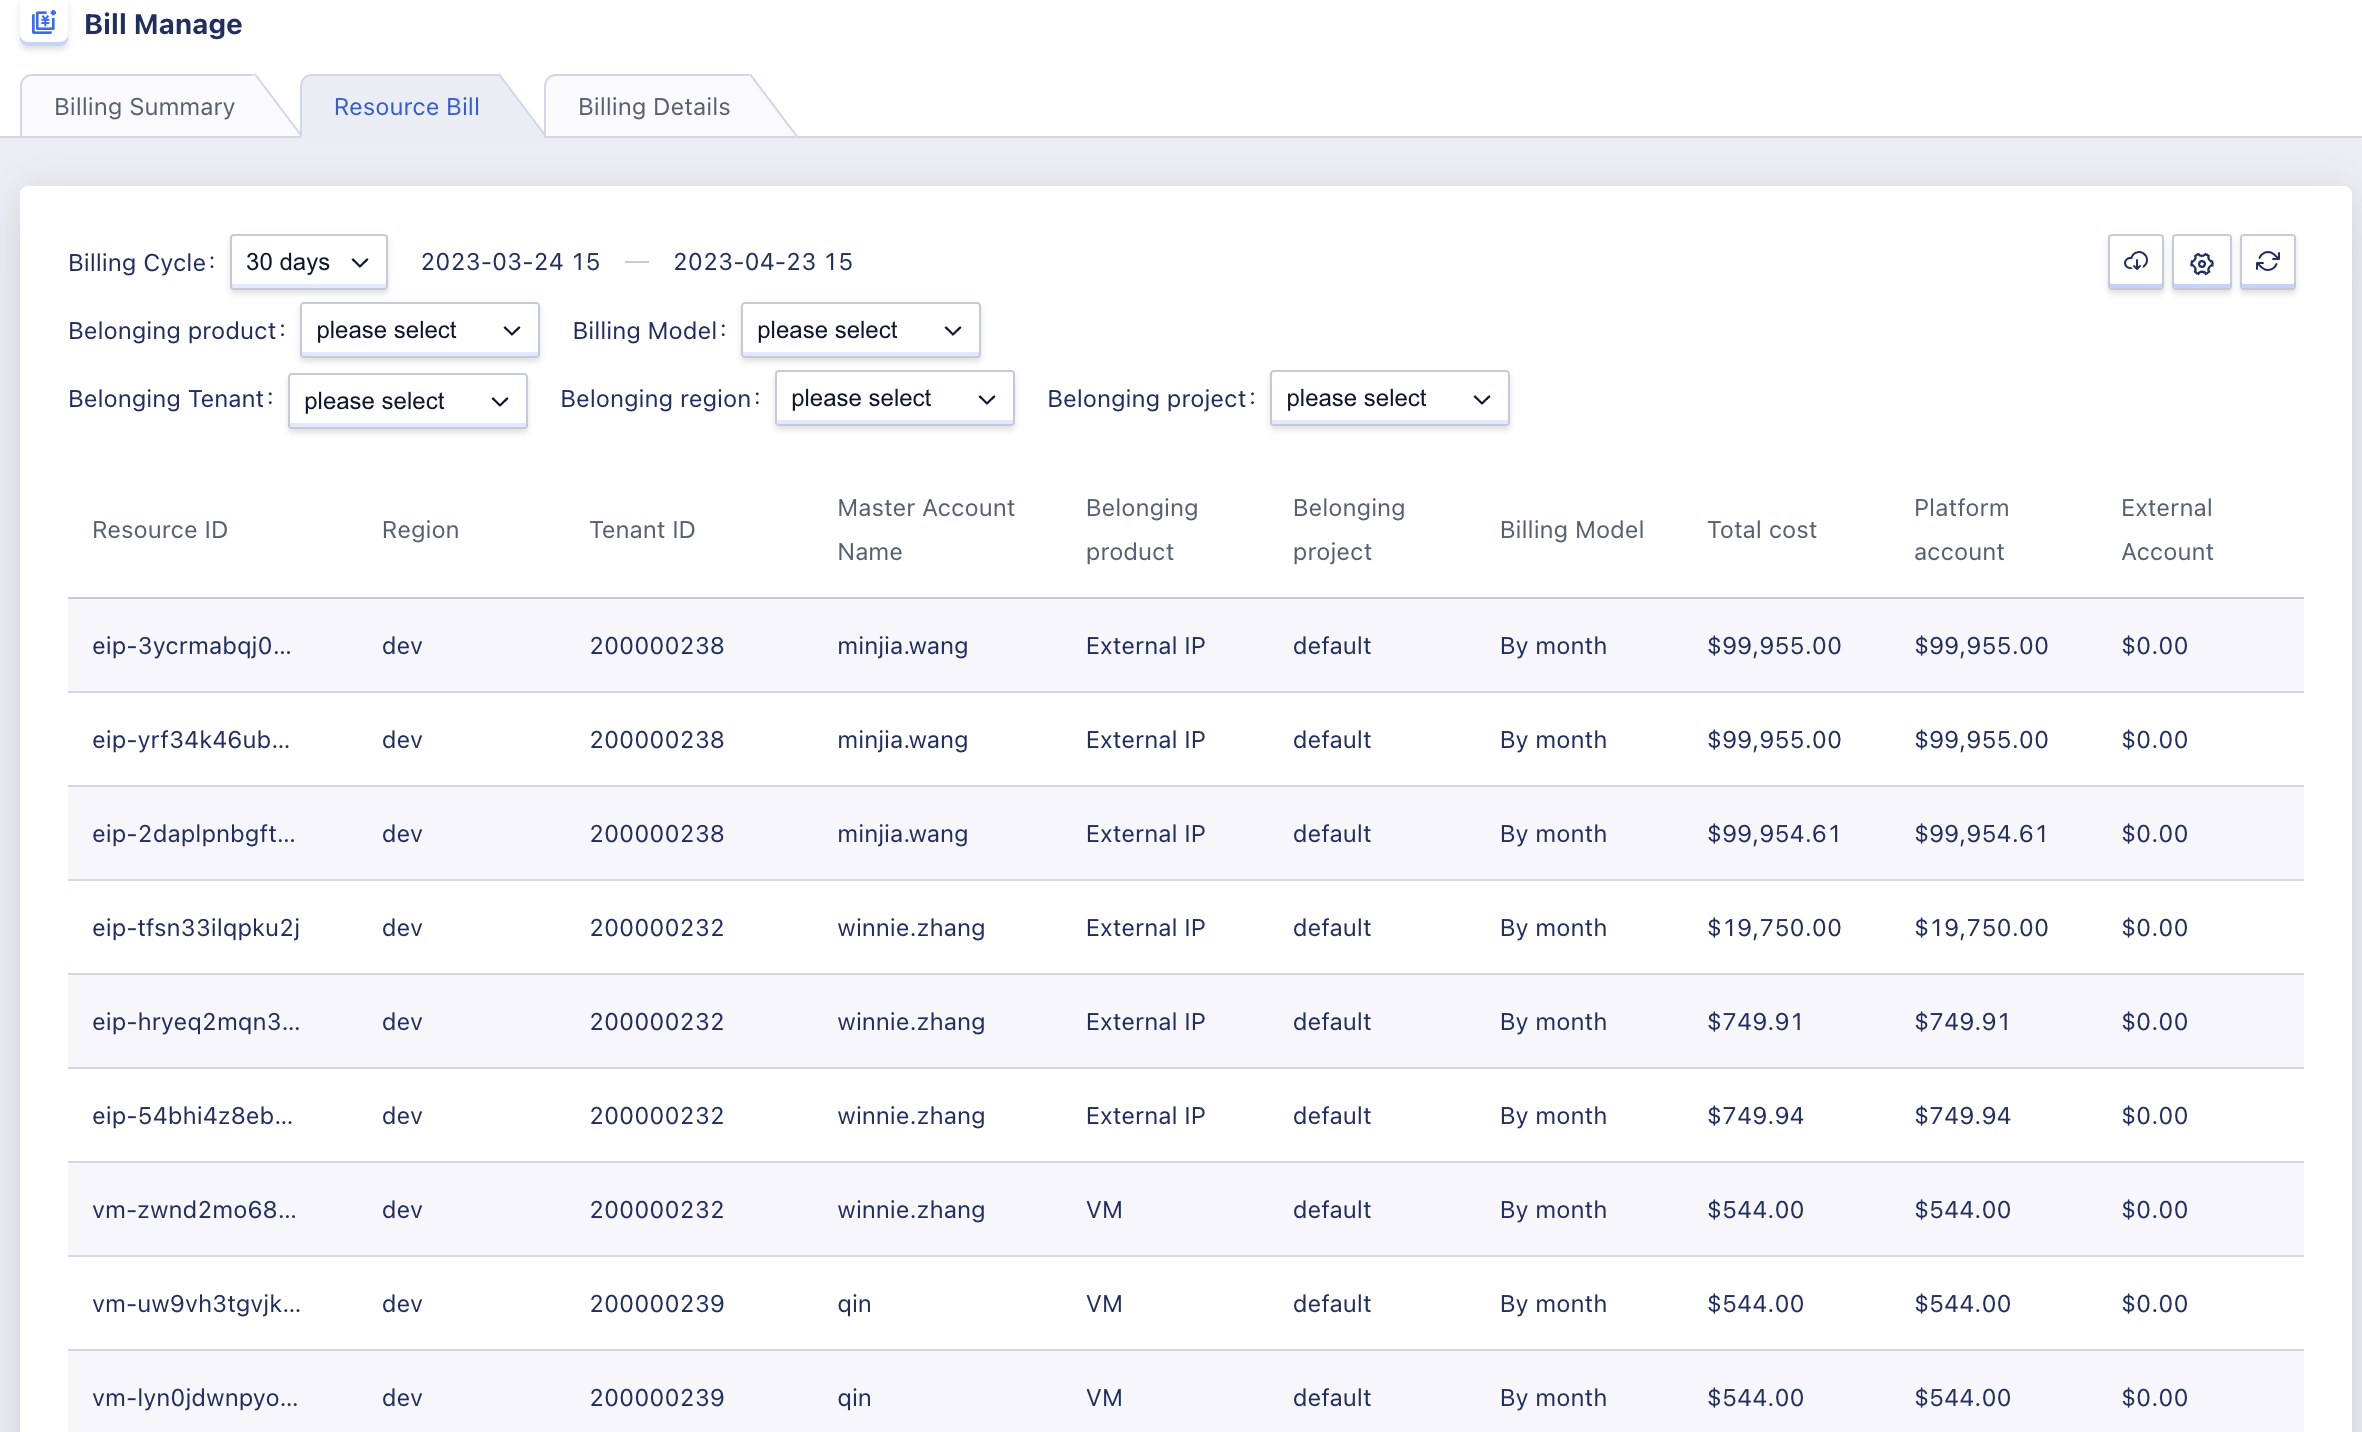 Bill Manage
Billing Summary Resource Bill Billing Details
Billing Cycle: 30 days 2023-03-24 15 — 2023-04-23 15
Belonging product: please select Billing Model: please select
Belonging Tenant: please select Belonging region: please select Belonging project: please select
Resource ID Region Tenant ID Master Account Name Belonging product Belonging project Billing Model Total cost Platform account External Account
eip-3ycrmabqj0... dev 200000238 minjia.wang External IP default By month $99,955.00 $99,955.00 $0.00
eip-yrf34k46ub... dev 200000238 minjia.wang External IP default By month $99,955.00 $99,955.00 $0.00
eip-2daplpnbgft... dev 200000238 minjia.wang External IP default By month $99,954.61 $99,954.61 $0.00
eip-tfsn33ilqpku2j dev 200000232 winnie.zhang External IP default By month $19,750.00 $19,750.00 $0.00
eip-hryeq2mqn3... dev 200000232 winnie.zhang External IP default By month $749.91 $749.91 $0.00
eip-54bhi4z8eb... dev 200000232 winnie.zhang External IP default By month $749.94 $749.94 $0.00
vm-zwnd2mo68... dev 200000232 winnie.zhang VM default By month $544.00 $544.00 $0.00
vm-uw9vh3tgvjk... dev 200000239 qin VM default By month $544.00 $544.00 $0.00
vm-lyn0jdwnpyo... dev 200000239 qin VM default By month $544.00 $544.00 $0.00